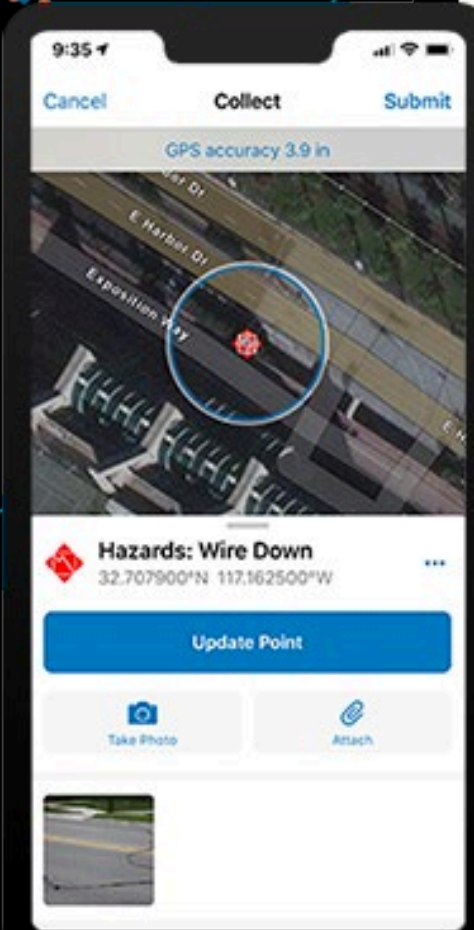 9:35
Cancel Collect Submit
GPS accuracy 3.9 in
E Harbor Dr
Exposition Way
Hazards: Wire Down
32.707900°N 117.162500°W
Update Point
Take Photo Attach